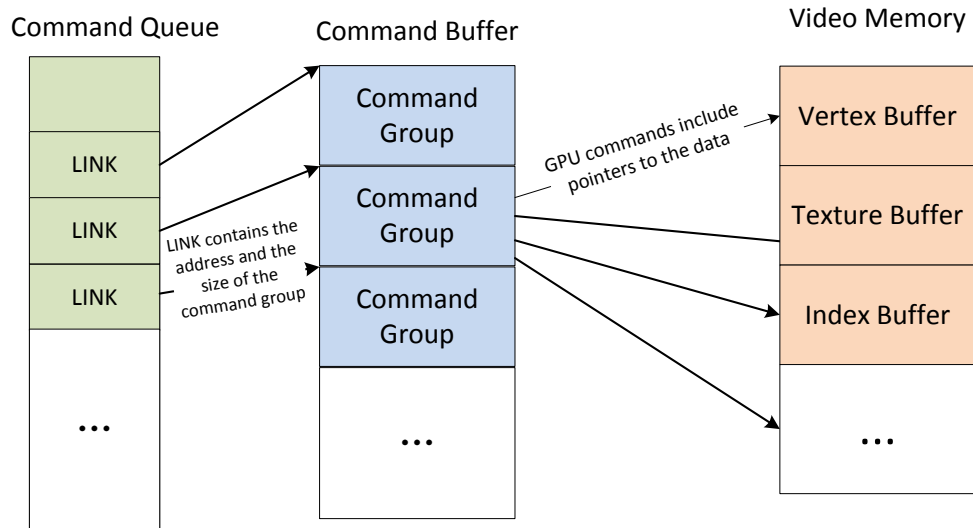 Command Queue
Command Buffer
Video Memory
LINK
LINK
LINK
...
LINK contains the
address and the
size of the
command group
Command
Group
Command
Group
Command
Group
...
GPU commands include
pointers to the data
Vertex Buffer
Texture Buffer
Index Buffer
...